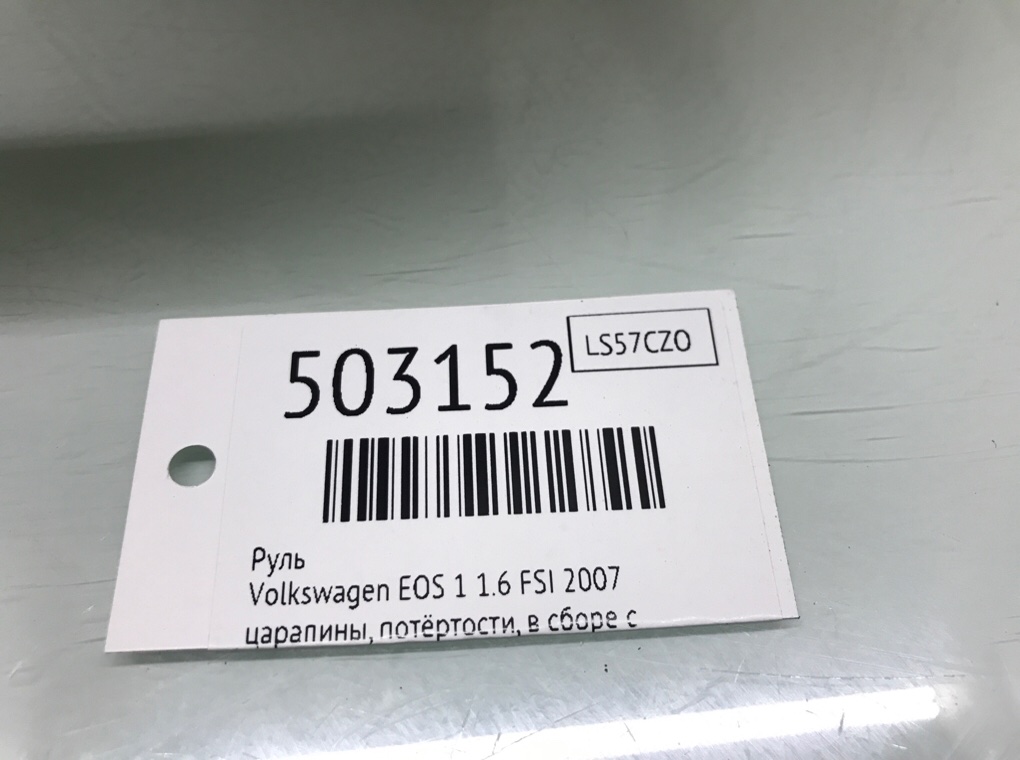 503152
LS57CZO
Руль
Volkswagen EOS 1 1.6 FSI 2007
царапины, потёртости, в сборе с